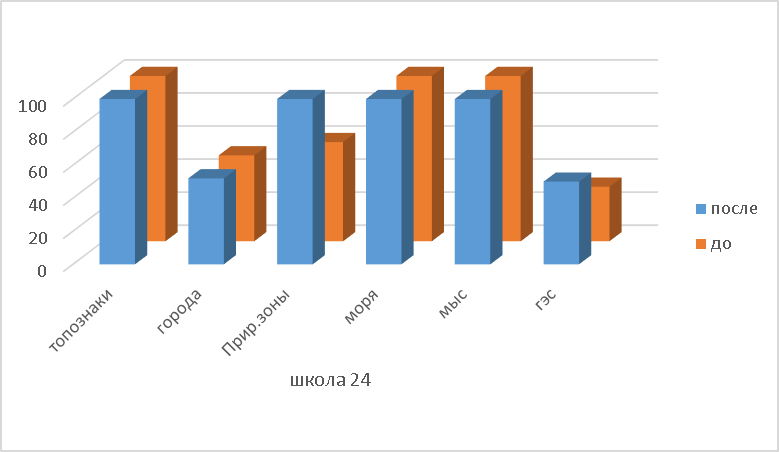 100
80
60
40
20
0
топознаки
города
Прир.зоны
моря
мыс
гэс
после
до
школа 24